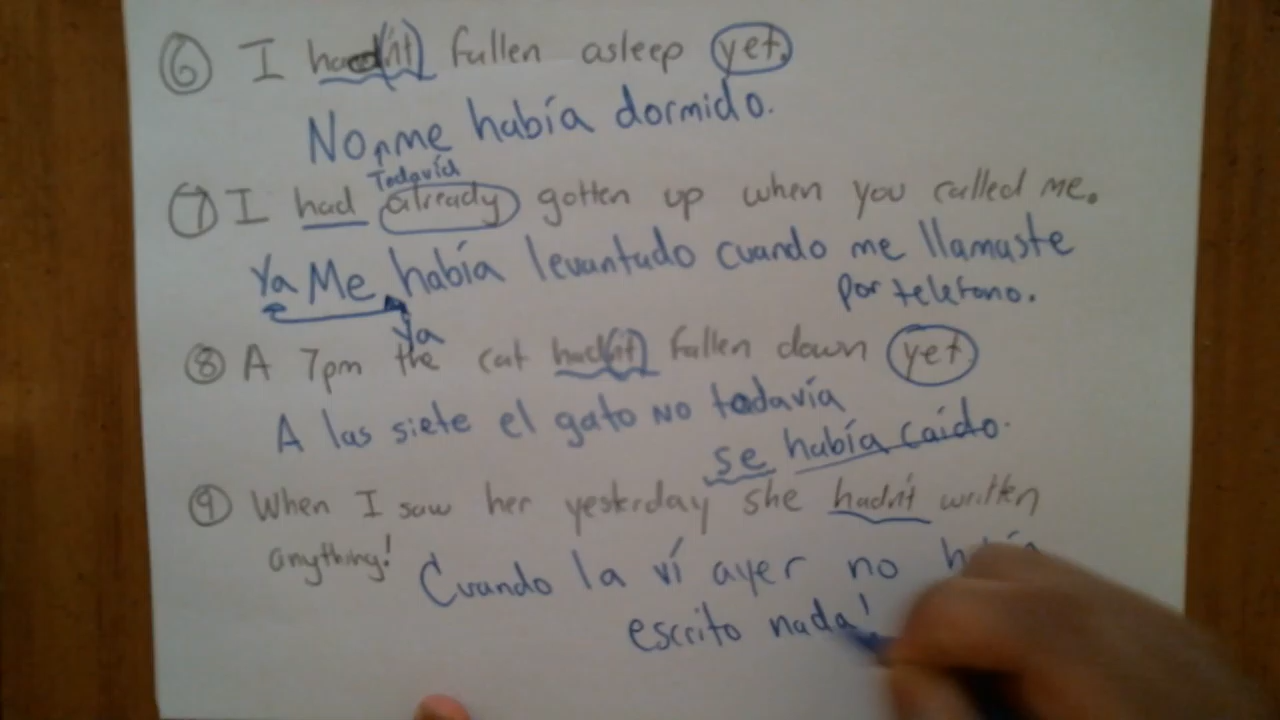 6 I hadn't fallen asleep yet.
No me había dormido.
Todavía
7 I had already gotten up when you called me.
Ya Me había levantado cuando me llamaste
por teléfono.
Ya
8 A 7pm the cat hadn't fallen down yet
A las siete el gato no todavía
se había caído.
9 When I saw her yesterday she hadn't written
anything!
Cuando la ví ayer no
escrito nada!